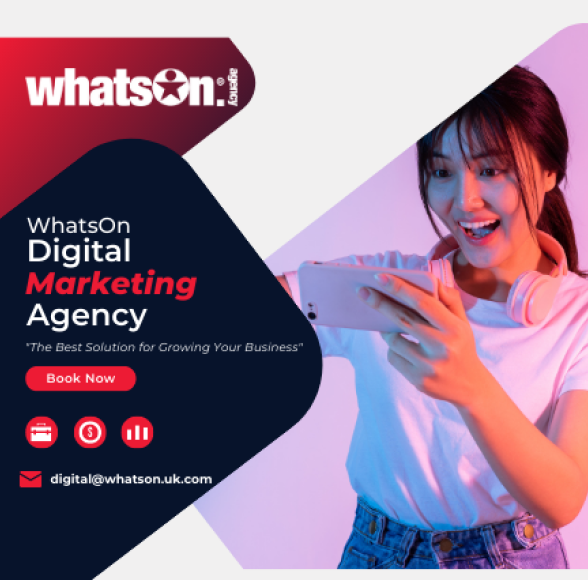 whatsOn.®
agency
WhatsOn
Digital
Marketing
Agency
"The Best Solution for Growing Your Business"
Book Now
$
digital@whatson.uk.com